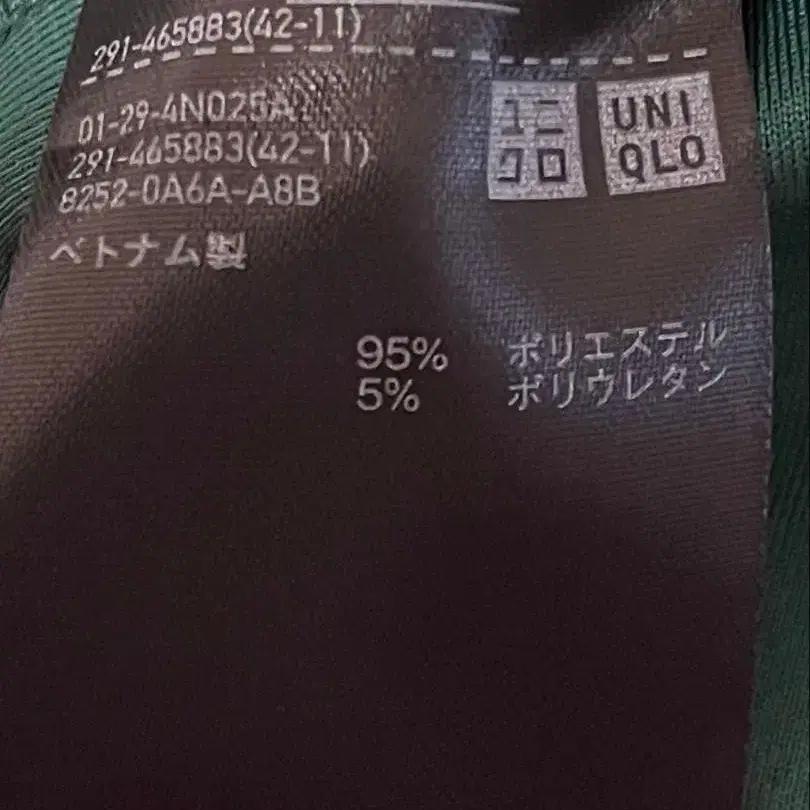 291-465883(42-11)
01-29-4N025A
291-465883(42-11)
8252-0A6A-A8B
ベトナム製
ユニ
クロ
UNI
QLO
95% ポリエステル
5% ポリウレタン